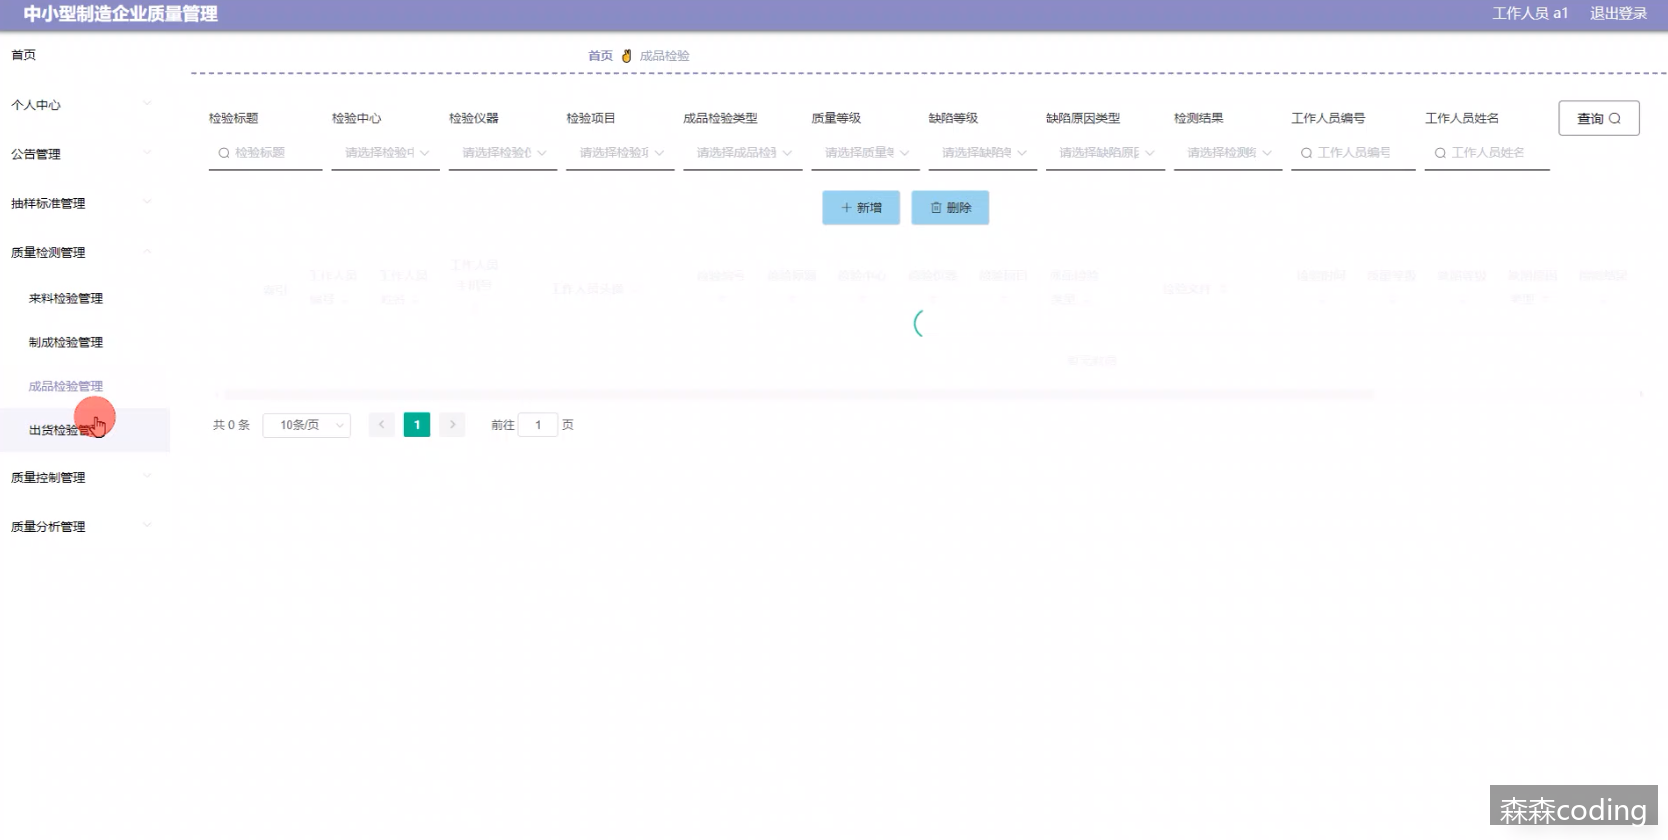 中小型制造企业质量管理
工作人员 a1 退出登录
首页
首页 成品检验
个人中心
公告管理
抽样标准管理
质量检测管理
来料检验管理
制成检验管理
成品检验管理
出货检验管
质量控制管理
质量分析管理
检验标题 检验中心 检验仪器 检验项目 成品检验类型 质量等级 缺陷等级 缺陷原因类型 检测结果 工作人员编号 工作人员姓名
检验标题 请选择检验中 请选择检验仪 请选择检验项 请选择成品检验 请选择质量等 请选择缺陷等 请选择缺陷原因 请选择检测结 工作人员编号 工作人员姓名
查询
新增 删除
共 0 条 10条/页 1 前往 1 页
森森coding